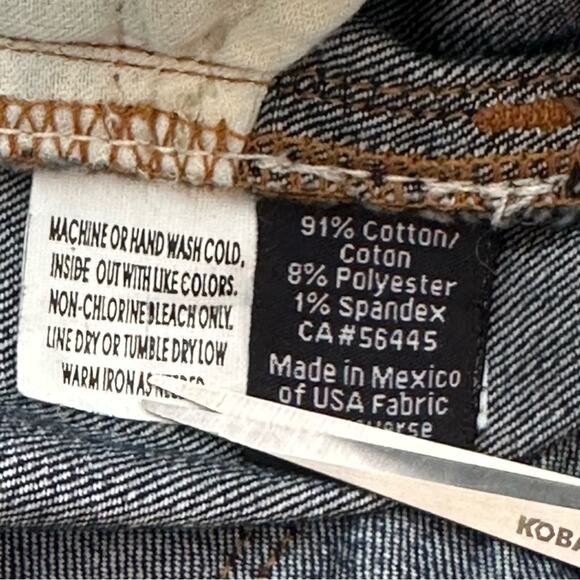 MACHINE OR HAND WASH COLD,
INSIDE OUT WITH LIKE COLORS.
NON-CHLORINE BLEACH ONLY.
LINE DRY OR TUMBLE DRY LOW
WARM IRON AS NEEDED
91% Cotton/
Coton
8% Polyester
1% Spandex
CA#56445
Made in Mexico
of USA Fabric